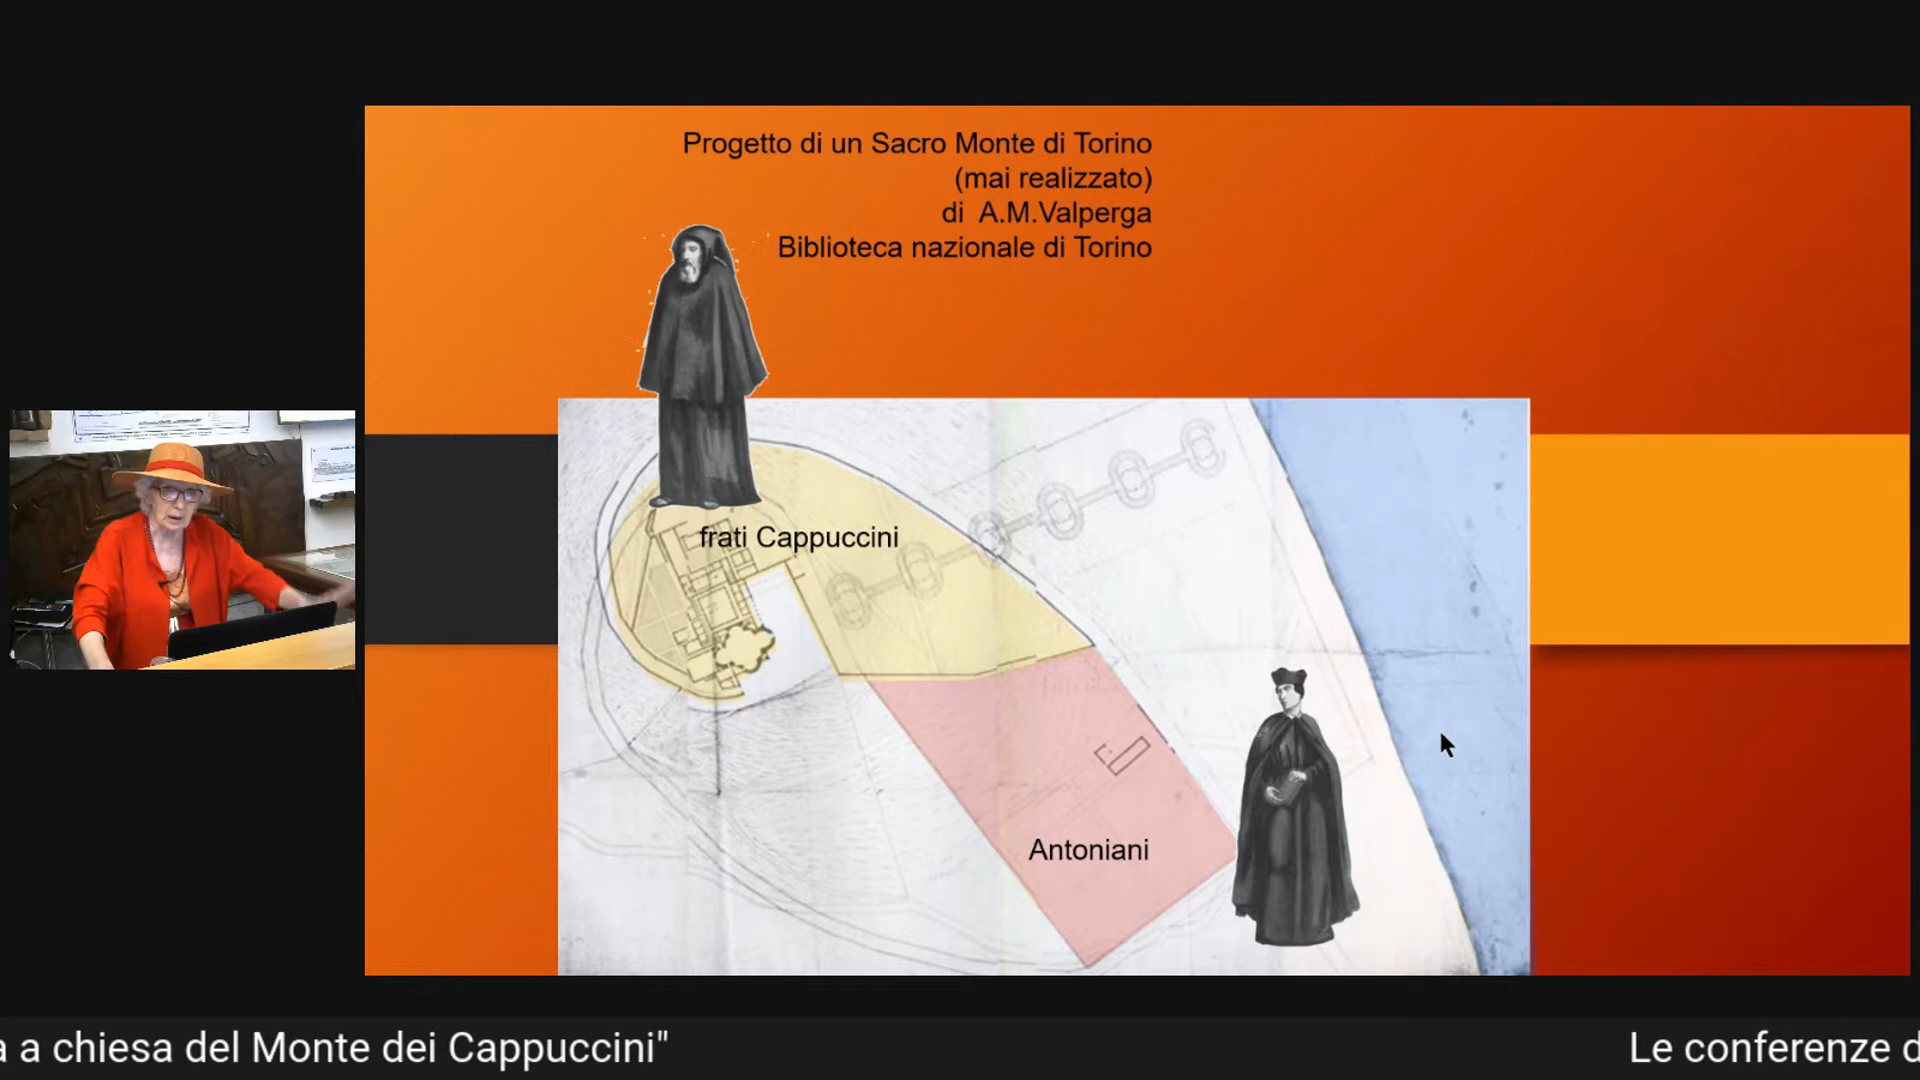 Progetto di un Sacro Monte di Torino
(mai realizzato)
di A.M.Valperga
Biblioteca nazionale di Torino
frati Cappuccini
Antoniani
a chiesa del Monte dei Cappuccini"
Le conferenze d